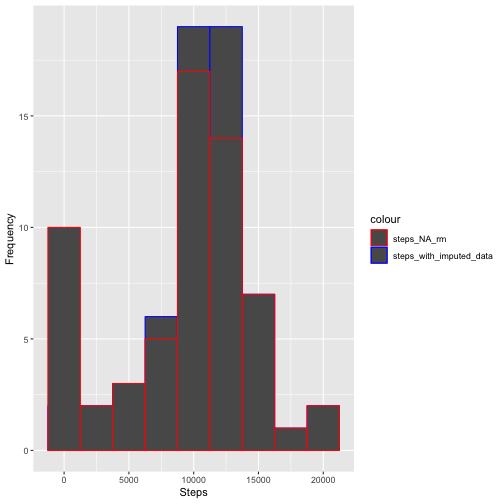 15
10
5
0
Frequency
0 5000 10000 15000 20000
Steps
colour
steps_NA_rm
steps_with_imputed_data